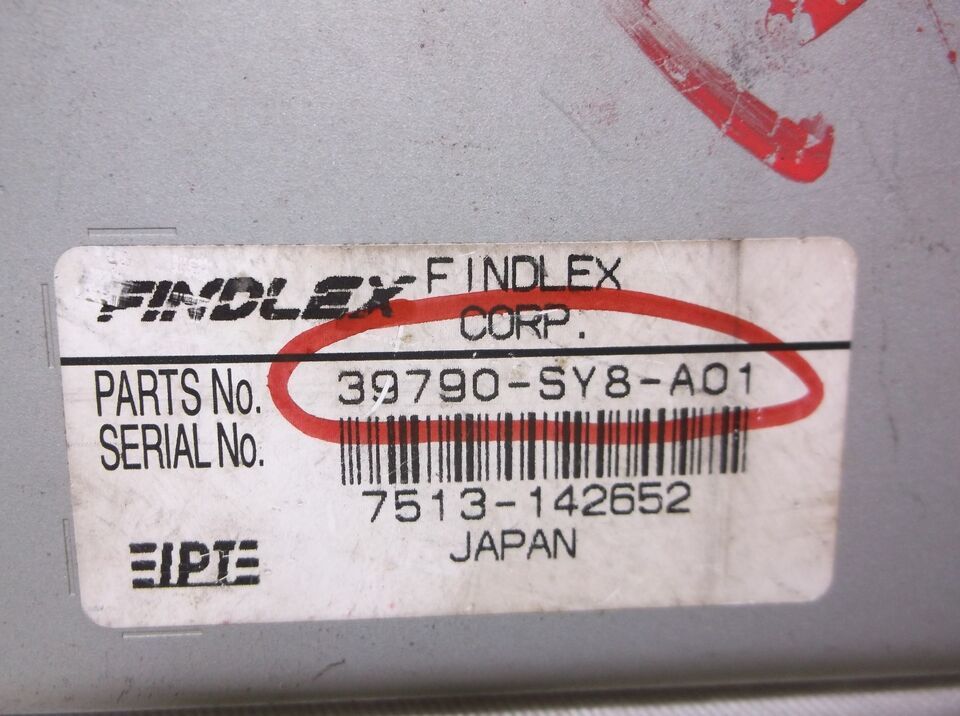 FINDLEX FINDLEX
CORP.
PARTS No. 39790-SY8-A01
SERIAL No.
7513-142652
JAPAN
IPT